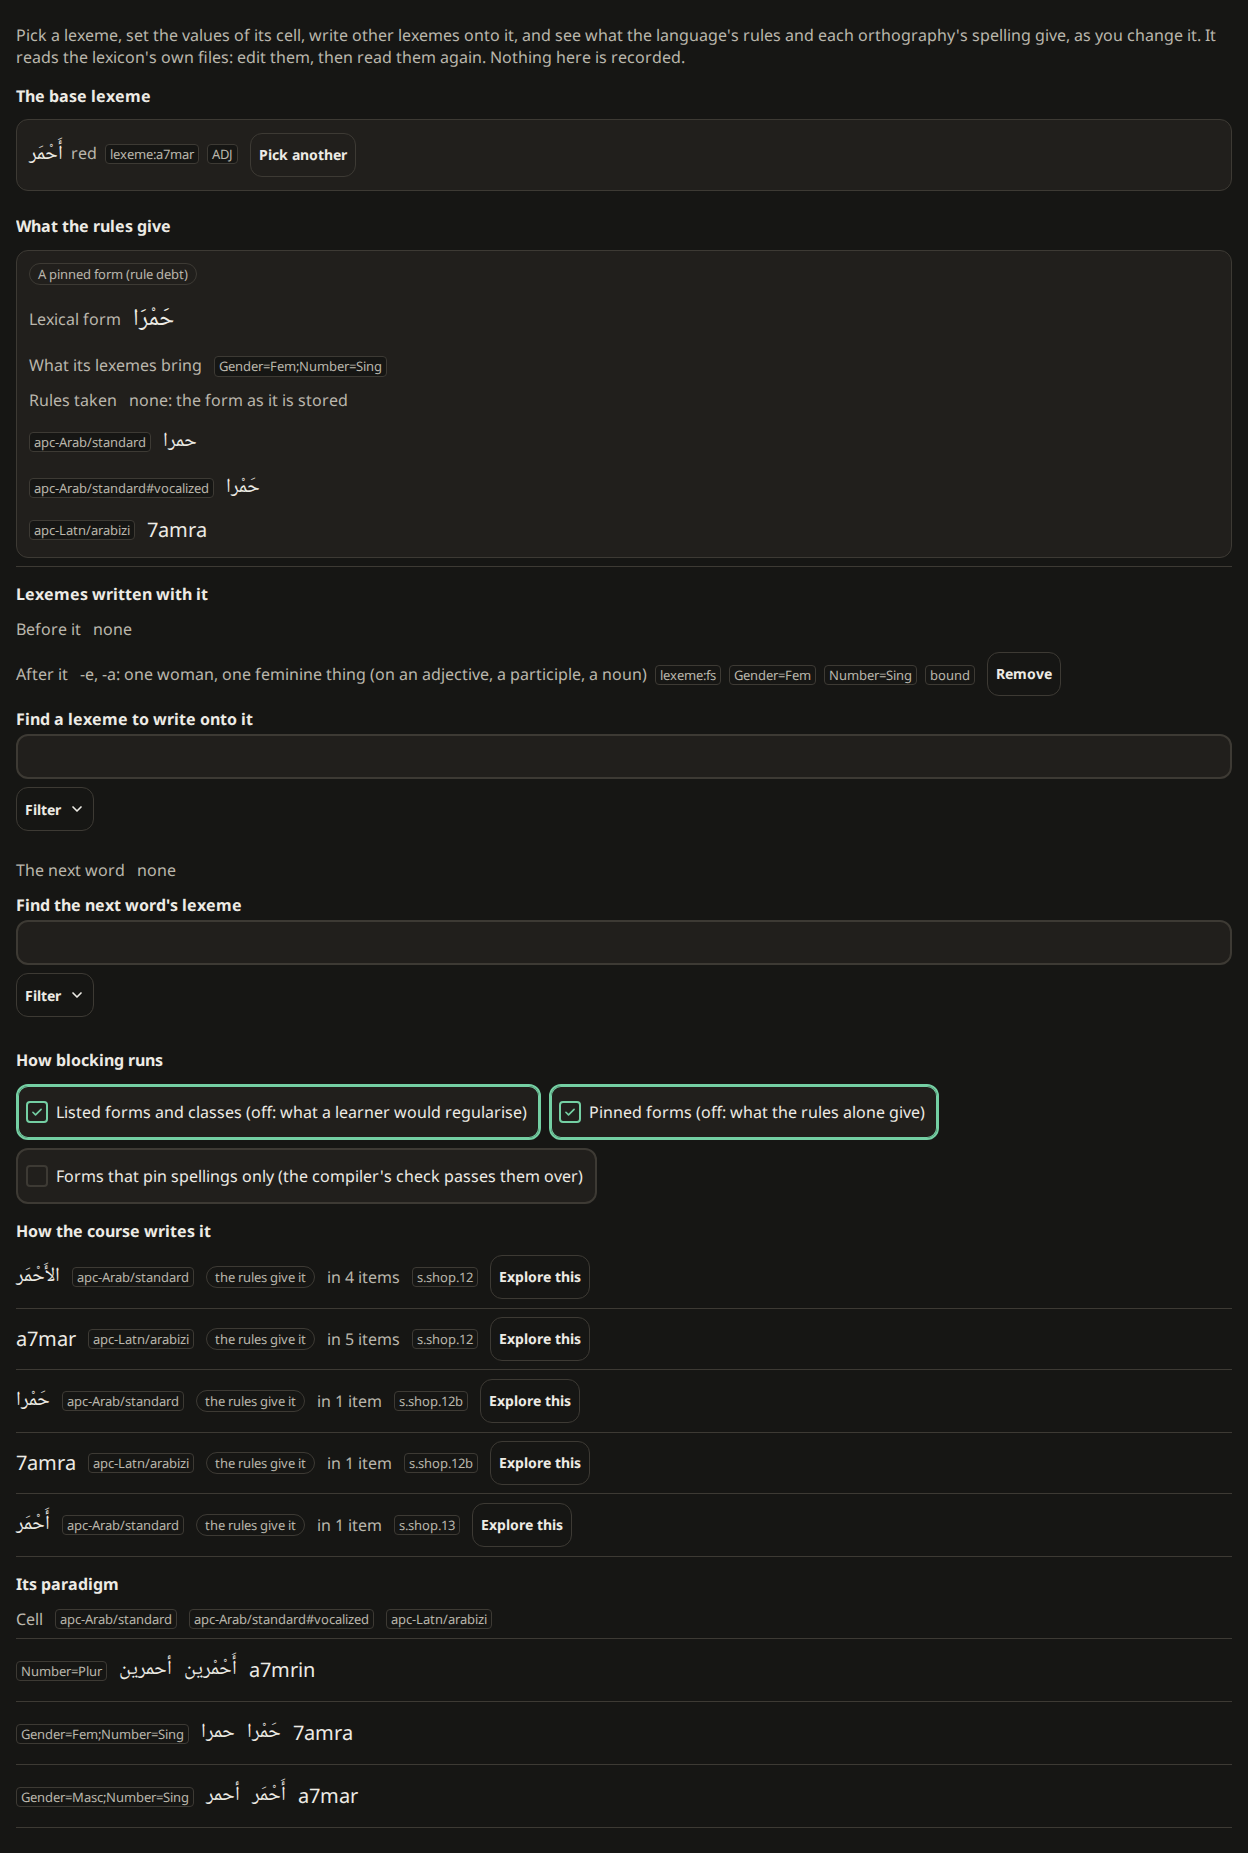 Pick a lexeme, set the values of its cell, write other lexemes onto it, and see what the language's rules and each orthography's spelling give, as you change it. It
reads the lexicon's own files: edit them, then read them again. Nothing here is recorded.
The base lexeme
أَحْمَر red lexeme:a7mar ADJ Pick another
What the rules give
A pinned form (rule debt)
Lexical form حَمْرَا
What its lexemes bring Gender=Fem;Number=Sing
Rules taken none: the form as it is stored
apc-Arab/standard حمرا
apc-Arab/standard#vocalized حَمْرا
apc-Latn/arabizi 7amra
Lexemes written with it
Before it none
After it -e, -a: one woman, one feminine thing (on an adjective, a participle, a noun) lexeme:fs Gender=Fem Number=Sing bound Remove
Find a lexeme to write onto it
Filter
The next word none
Find the next word's lexeme
Filter
How blocking runs
Listed forms and classes (off: what a learner would regularise) Pinned forms (off: what the rules alone give)
Forms that pin spellings only (the compiler's check passes them over)
How the course writes it
الأَحْمَر apc-Arab/standard the rules give it in 4 items s.shop.12 Explore this
a7mar apc-Latn/arabizi the rules give it in 5 items s.shop.12 Explore this
حَمْرا apc-Arab/standard the rules give it in 1 item s.shop.12b Explore this
7amra apc-Latn/arabizi the rules give it in 1 item s.shop.12b Explore this
أَحْمَر apc-Arab/standard the rules give it in 1 item s.shop.13 Explore this
Its paradigm
Cell apc-Arab/standard apc-Arab/standard#vocalized apc-Latn/arabizi
Number=Plur أحمرين أَحْمْرين a7mrin
Gender=Fem;Number=Sing حمرا حَمْرا 7amra
Gender=Masc;Number=Sing أحمر أَحْمَر a7mar